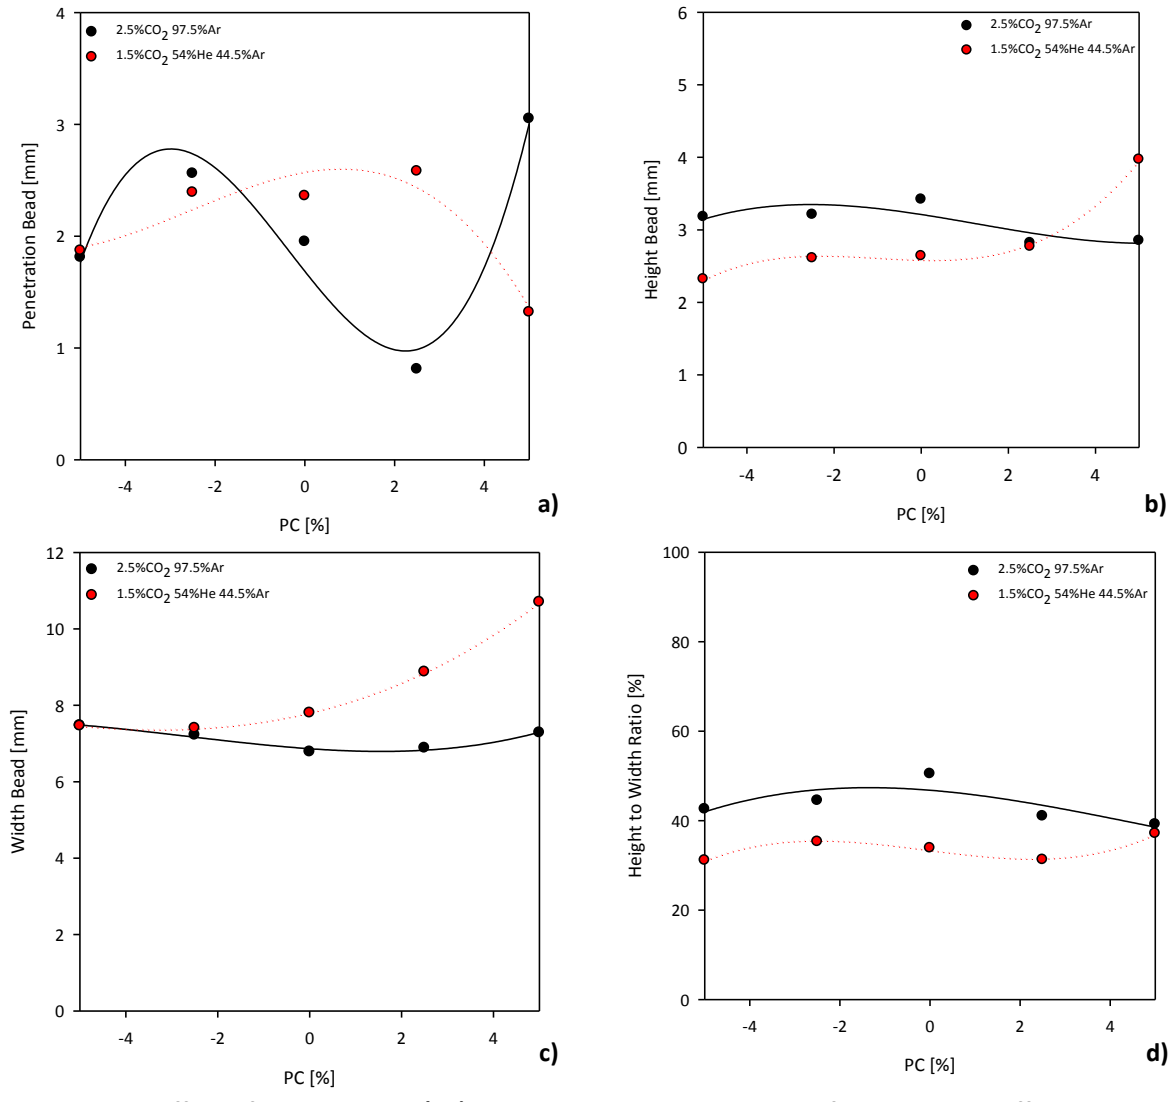 4
2.5%CO2 97.5%Ar
1.5%CO2 54%He 44.5%Ar
3
2
1
0
Penetration Bead [mm]
-4 -2 0 2 4
PC [%]
a)
6
2.5%CO2 97.5%Ar
1.5%CO2 54%He 44.5%Ar
5
4
3
2
1
0
Height Bead [mm]
-4 -2 0 2 4
PC [%]
b)
12
2.5%CO2 97.5%Ar
1.5%CO2 54%He 44.5%Ar
10
8
6
4
2
0
Width Bead [mm]
-4 -2 0 2 4
PC [%]
c)
100
2.5%CO2 97.5%Ar
1.5%CO2 54%He 44.5%Ar
80
60
40
20
0
Height to Width Ratio [%]
-4 -2 0 2 4
PC [%]
d)